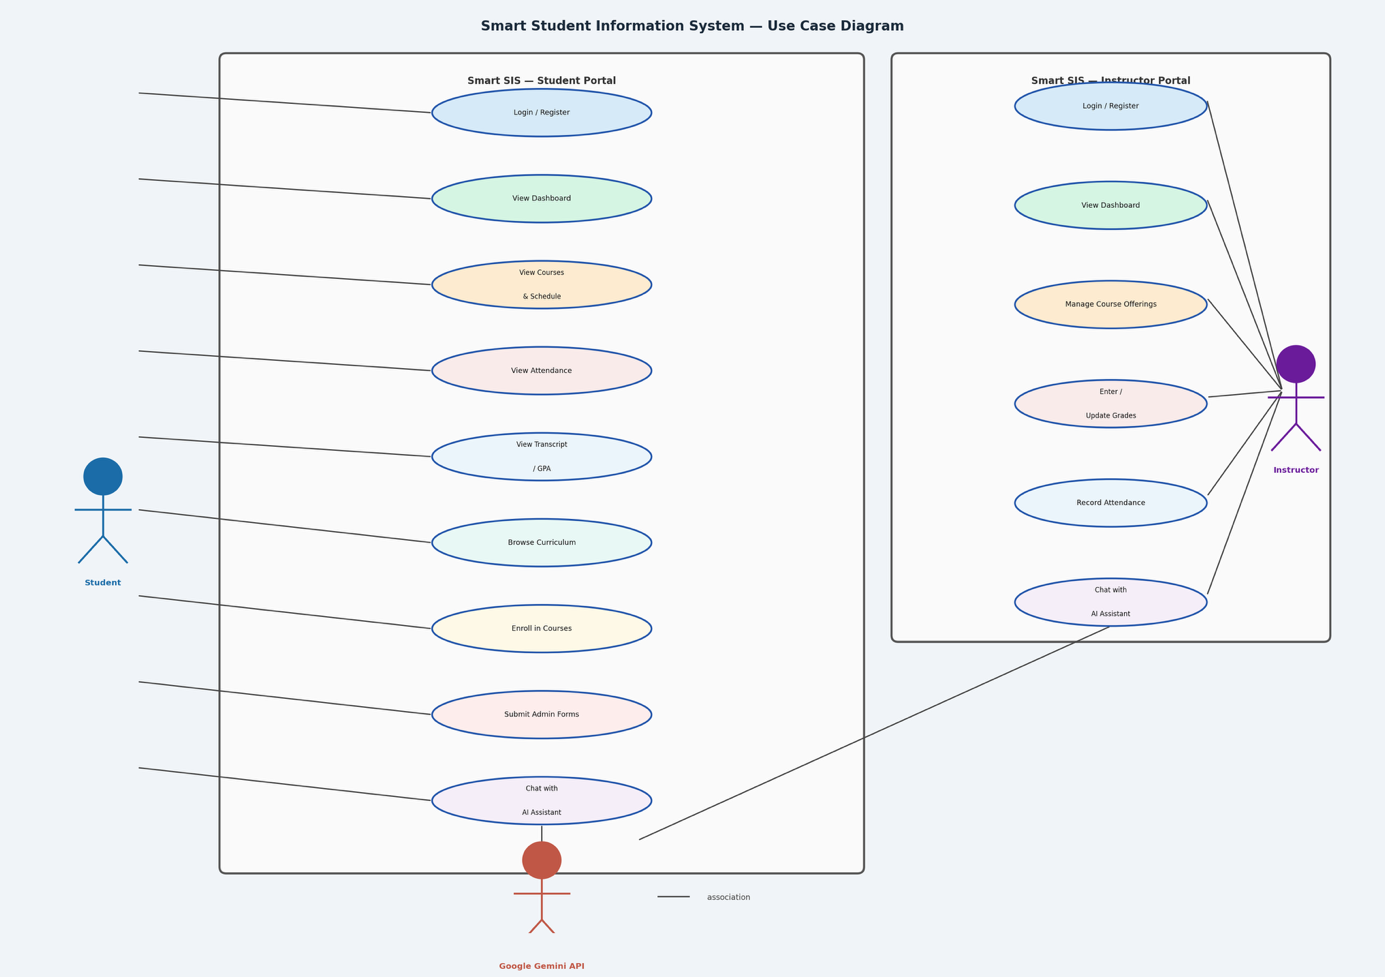 Smart Student Information System — Use Case Diagram
Smart SIS — Student Portal
Login / Register
View Dashboard
View Courses
& Schedule
View Attendance
View Transcript
/ GPA
Browse Curriculum
Enroll in Courses
Submit Admin Forms
Chat with
AI Assistant
Student
Smart SIS — Instructor Portal
Login / Register
View Dashboard
Manage Course Offerings
Enter /
Update Grades
Record Attendance
Chat with
AI Assistant
Instructor
association
Google Gemini API